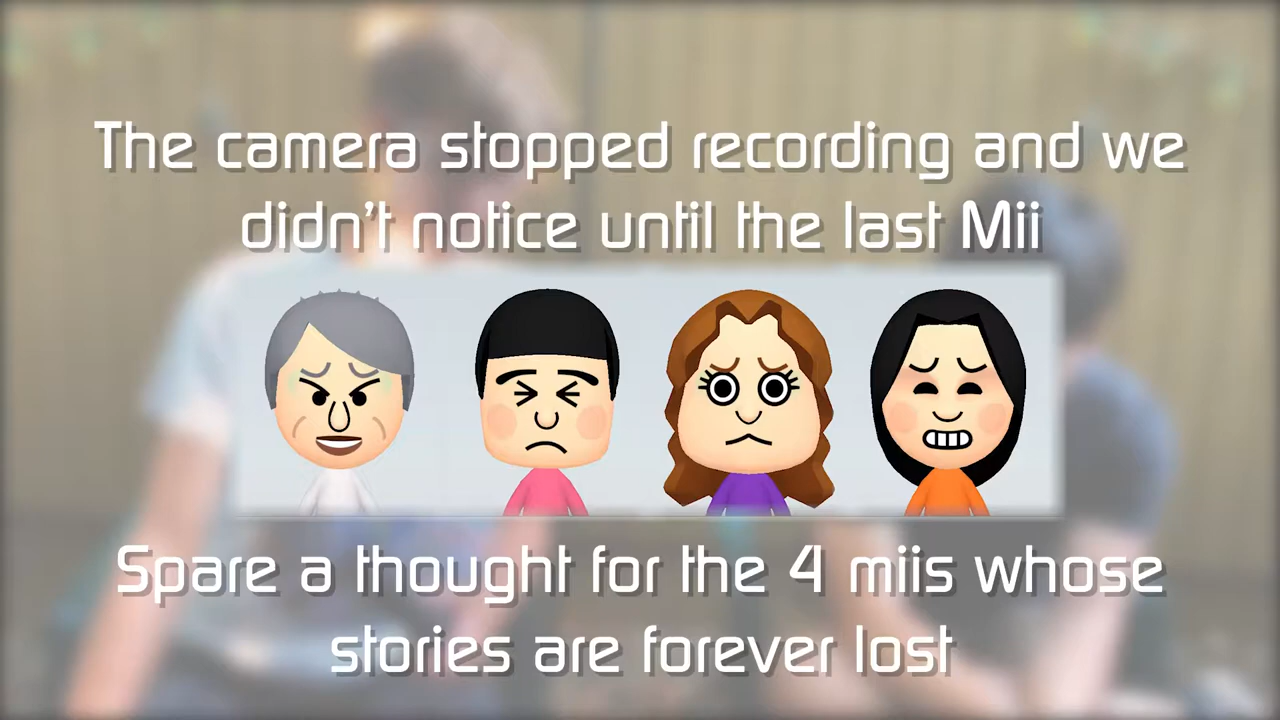 The camera stopped recording and we
didn't notice until the last Mii
Spare a thought for the 4 miis whose
stories are forever lost